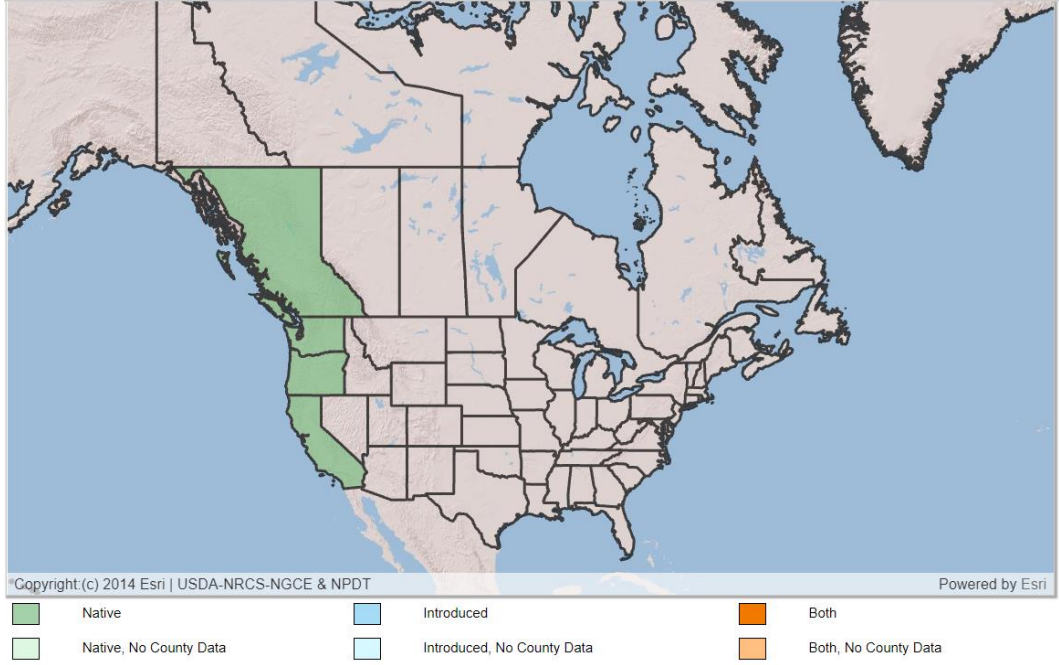 Copyright:(c) 2014 Esri | USDA-NRCS-NGCE & NPDT Powered by Esri
Native Introduced Both
Native, No County Data Introduced, No County Data Both, No County Data